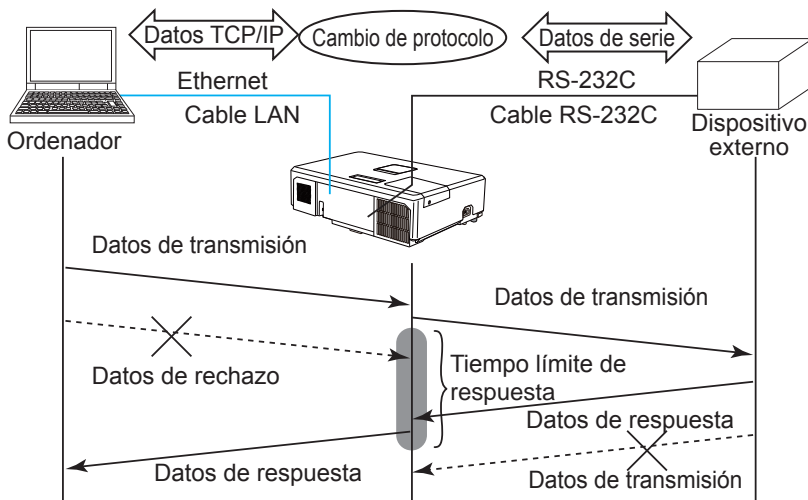 Datos TCP/IP
Cambio de protocolo
Datos de serie
Ethernet
RS-232C
Cable LAN
Cable RS-232C
Ordenador
Dispositivo
externo
Datos de transmisión
Datos de transmisión
Datos de rechazo
Tiempo límite de
respuesta
Datos de respuesta
Datos de respuesta
Datos de transmisión